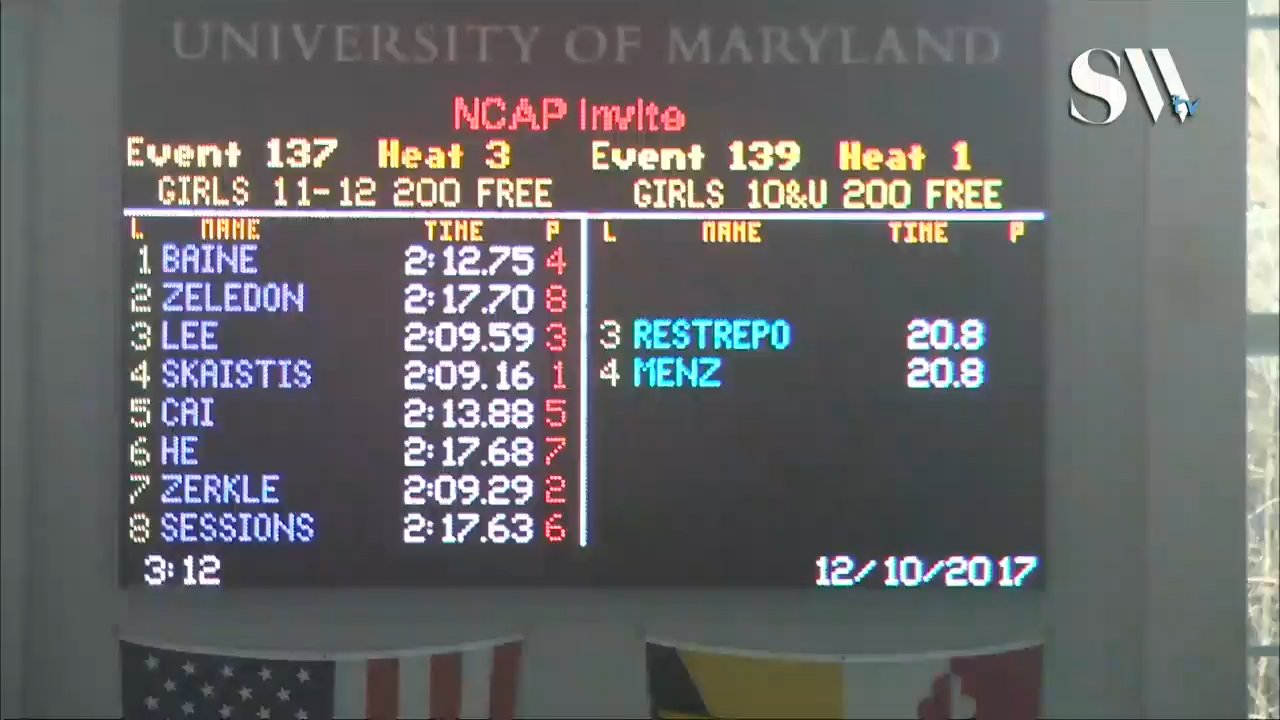 UNIVERSITY OF MARYLAND
SW tv
NCAP Invite
Event 137 Heat 3 Event 139 Heat 1
GIRLS 11-12 200 FREE GIRLS 10&U 200 FREE
L NAME TIME P L NAME TIME P
1 BAINE 2:12.75 4
2 ZELEDON 2:17.70 8
3 LEE 2:09.59 3 3 RESTREPO 20.8
4 SKAISTIS 2:09.16 1 4 MENZ 20.8
5 CAI 2:13.88 5
6 HE 2:17.68 7
7 ZERKLE 2:09.29 2
8 SESSIONS 2:17.63 6
3:12 12/10/2017